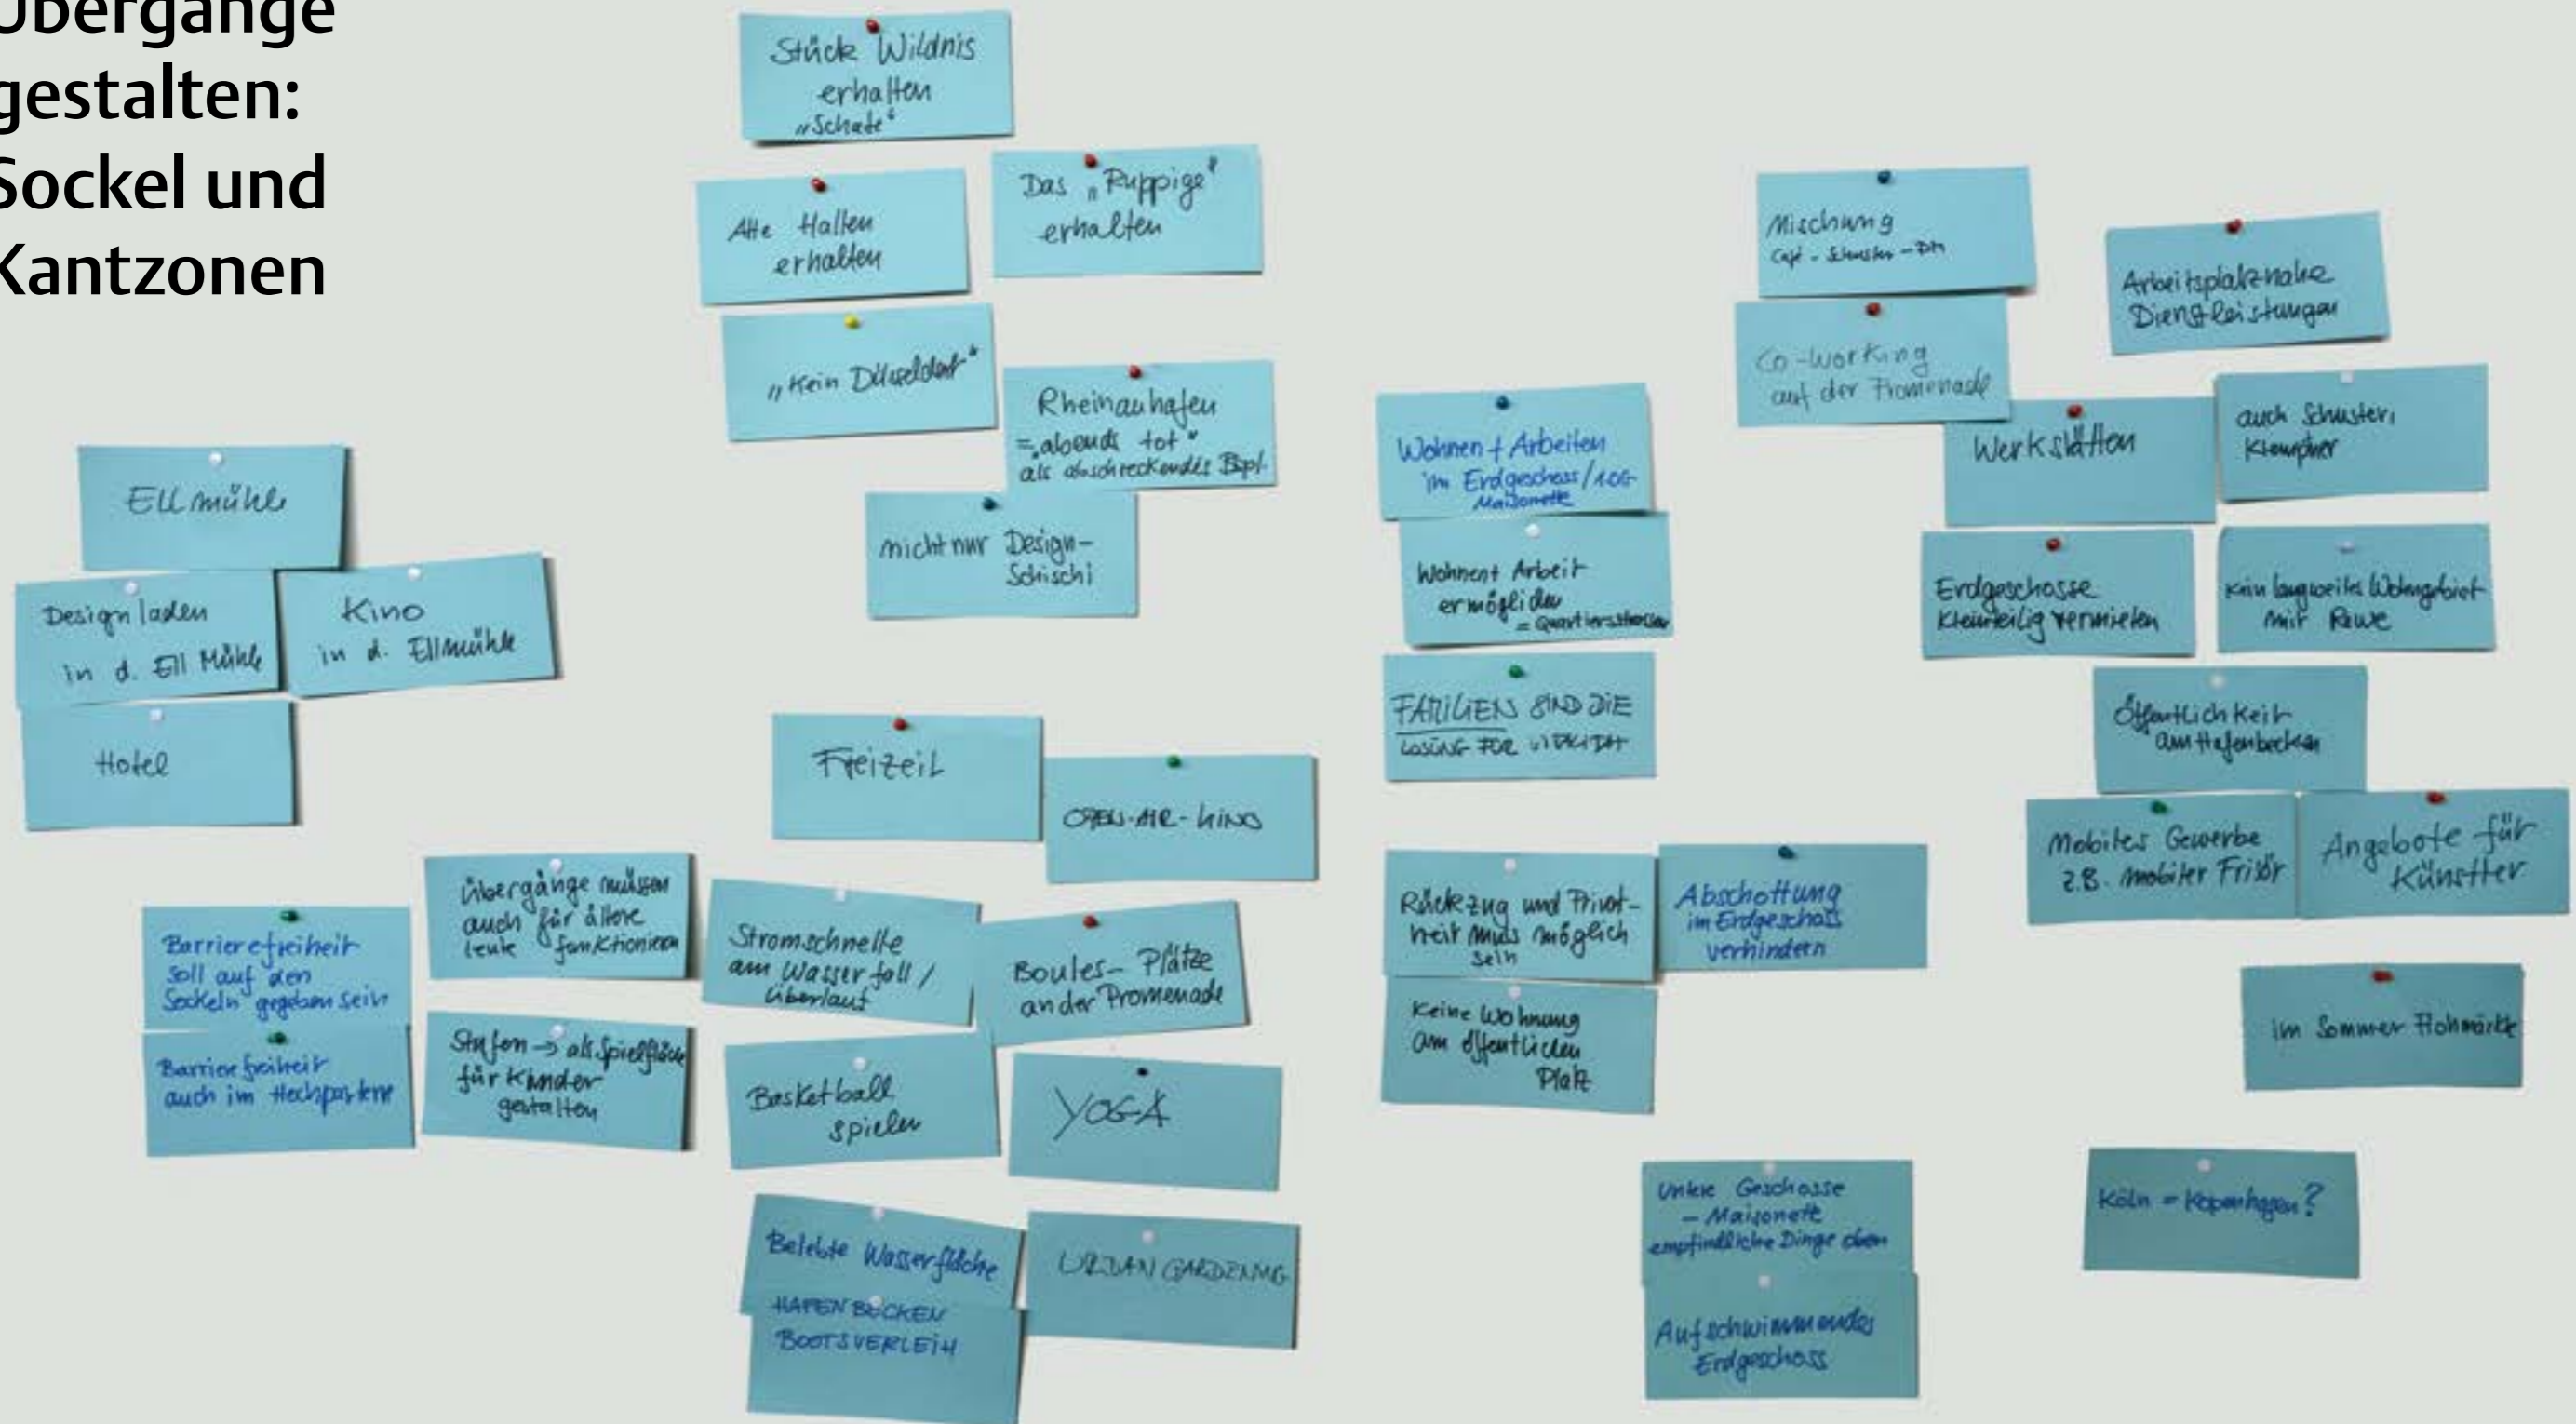 Übergänge
gestalten:
Sockel und
Kantzonen
Stück Wildnis
erhalten
Alte Hallen
erhalten
Das „Ruppige“
erhalten
„Kein Düsseldorf“
Rheinauhafen
= „abends tot“
als abschreckendes Bspl.
nicht nur Design-
Schischi
Ellmühle
Designladen
in d. Ell Mühle
Kino
in d. Ellmühle
Hotel
Barrierefreiheit
soll auf den
Sockeln gegeben sein
Barrierefreiheit
auch im Hochparterre
Übergänge müssen
auch für ältere
leute funktionieren
Stufen → als Spielfläche
für Kinder
gestalten
Freizeit
OPEN-AIR-KINO
Stromschnelle
am Wasserfall /
Überlauf
Boules- Plätze
an der Promenade
Basketball
spielen
YOGA
Belebte Wasserfläche
HAFENBECKEN
BOOTSVERLEIH
URBAN GARDENING
Wohnen + Arbeiten
im Erdgeschoss/1.OG
Maisonette
Wohnen + Arbeit
ermöglichen
FAMILIEN SIND DIE
LÖSUNG FÜR VITALITÄT
Rückzug und Privat-
heit muss möglich
sein
Abschottung
im Erdgeschoss
verhindern
Keine Wohnung
am öffentlichen
Platz
Untere Geschosse
– Maisonett
empfindliche Dinge oben
Aufschwimmendes
Erdgeschoss
Mischung
Café - Schuster - DM
Co-working
auf der Promenade
Arbeitsplatznahe
Dienstleistungen
Werkstätten
auch Schuster,
Klempner
Erdgeschosse
kleinteilig vermieten
Kein langweiles Wohngebiet
mit Rewe
Öffentlichkeit
am Hafenbecken
Mobiles Gewerbe
z.B. mobiler Frisör
Angebote für
Künstler
im Sommer Flohmärkte
Köln = Kopenhagen?